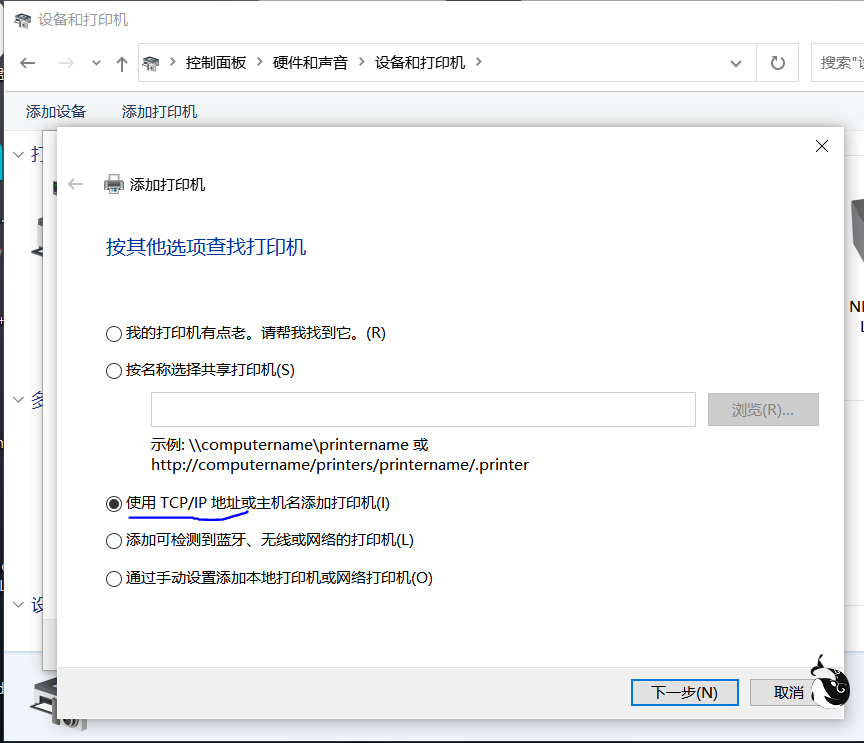 设备和打印机
控制面板 硬件和声音 设备和打印机
搜索"设
添加设备 添加打印机
添加打印机
按其他选项查找打印机
我的打印机有点老。请帮我找到它。(R)
按名称选择共享打印机(S)
浏览(R)...
示例: \\computername\printername 或
http://computername/printers/printername/.printer
使用 TCP/IP 地址或主机名添加打印机(I)
添加可检测到蓝牙、无线或网络的打印机(L)
通过手动设置添加本地打印机或网络打印机(O)
下一步(N) 取消